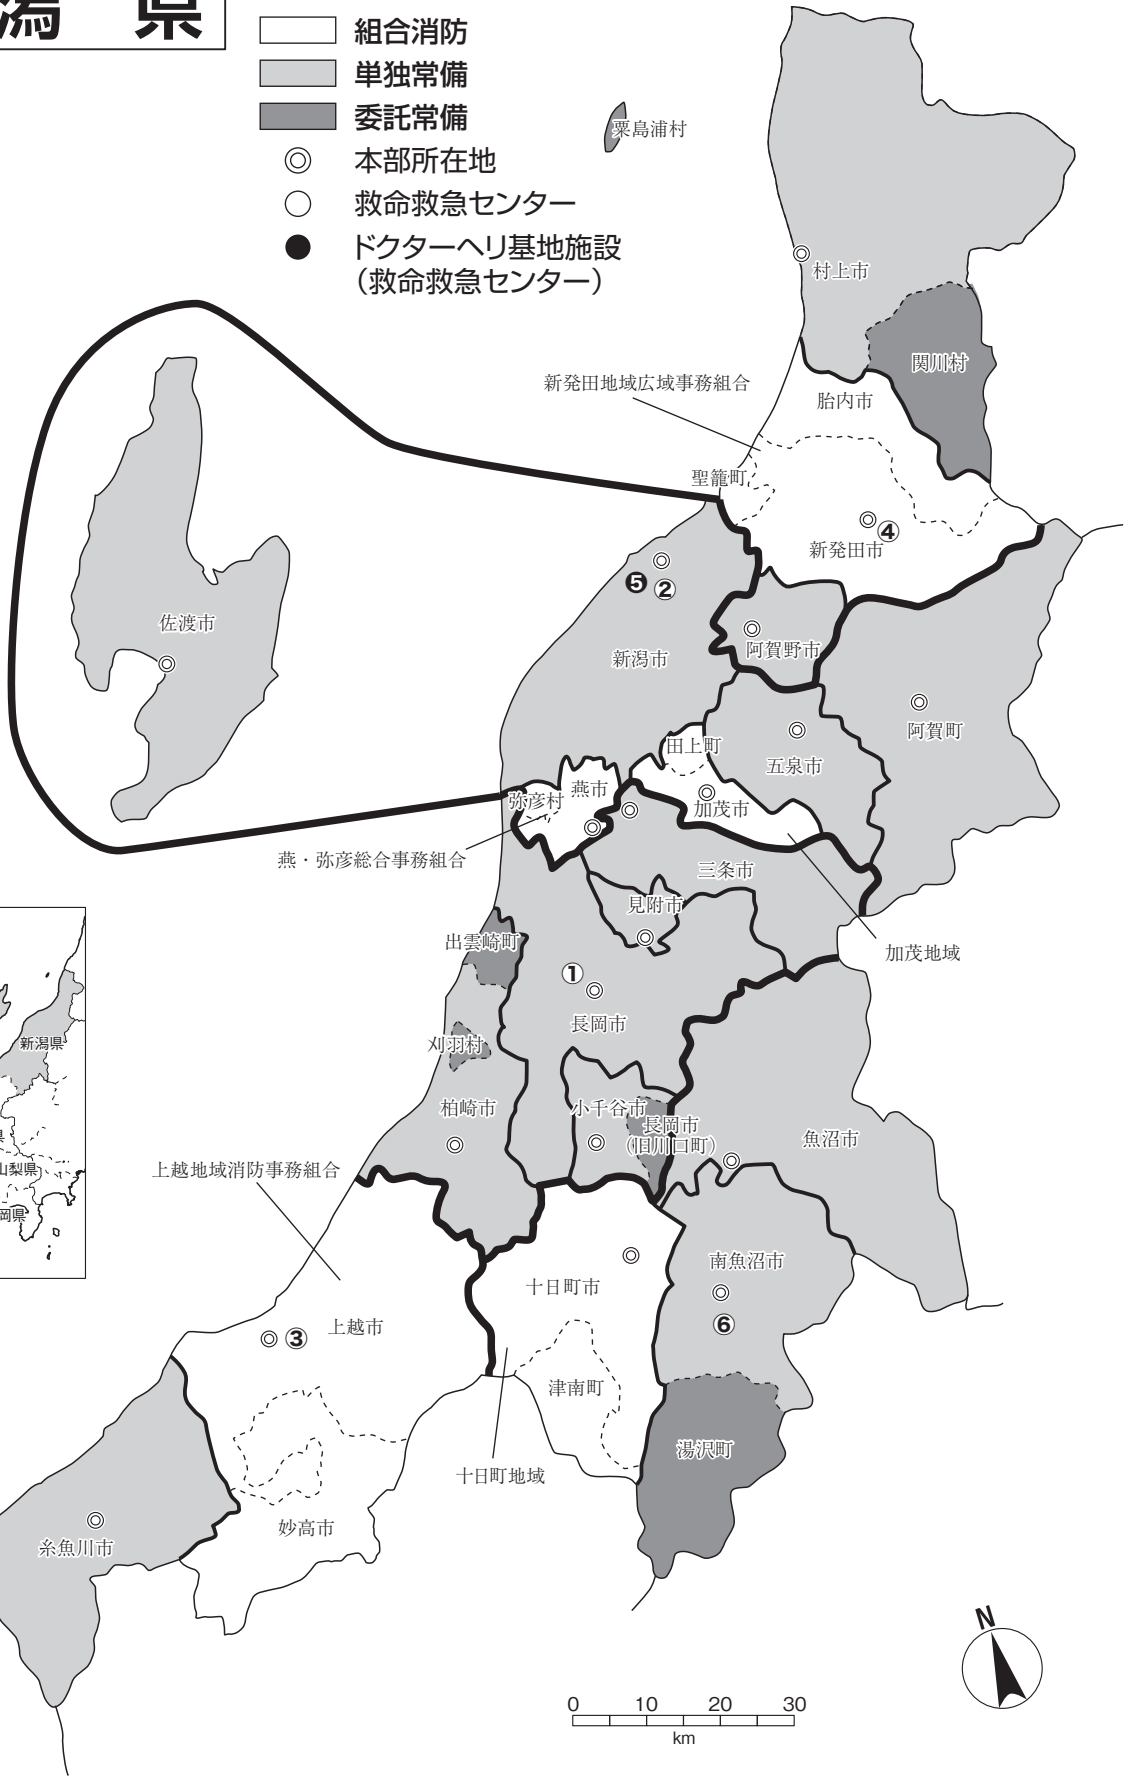 潟県
組合消防
単独常備
委託常備
本部所在地
救命救急センター
ドクターヘリ基地施設
（救命救急センター）
粟島浦村
村上市
関川村
新発田地域広域事務組合
胎内市
聖籠町
④
新発田市
⑤ ②
佐渡市
新潟市
阿賀野市
阿賀町
田上町
五泉市
弥彦村
燕市
加茂市
燕・弥彦総合事務組合
三条市
見附市
加茂地域
出雲崎町
①
長岡市
刈羽村
柏崎市
小千谷市
長岡市
（旧川口町）
魚沼市
上越地域消防事務組合
南魚沼市
十日町市
⑥
③
上越市
津南町
湯沢町
十日町地域
妙高市
糸魚川市
新潟県
県
山梨県
岡県
N
0 10 20 30
km